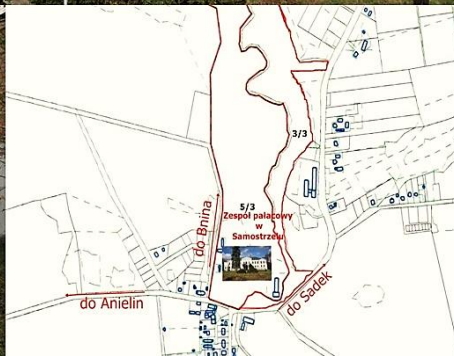 3/3
5/3
Zespół pałacowy
w
Samostrzelu
do Bnina
do Sadek
do Anielin